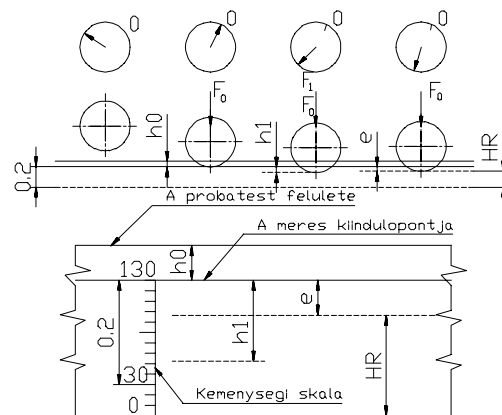 0 0 0 0
F₀ F₁ F₀ F₀
h0 h1 e HR
0.2
A probatest felulete
A meres kiindulopontja
h0
130
e
0.2 h1
30
Kemenysegi skala
0
HR